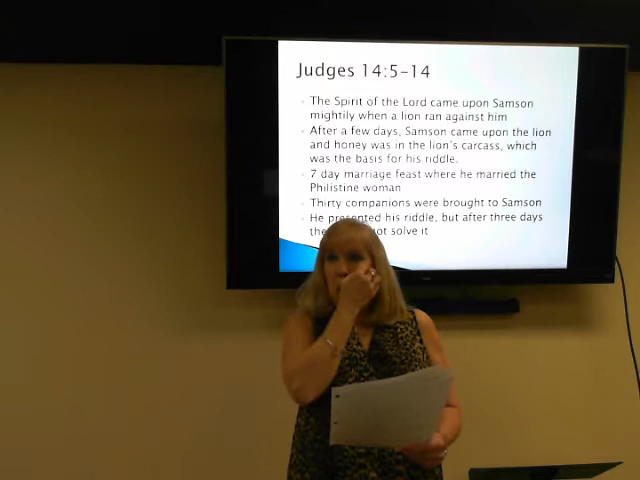 Judges 14:5-14
The Spirit of the Lord came upon Samson
mightily when a lion ran against him
After a few days, Samson came upon the lion
and honey was in the lion's carcass, which
was the basis for his riddle.
7 day marriage feast where he married the
Philistine woman
Thirty companions were brought to Samson
He presented his riddle, but after three days
not solve it